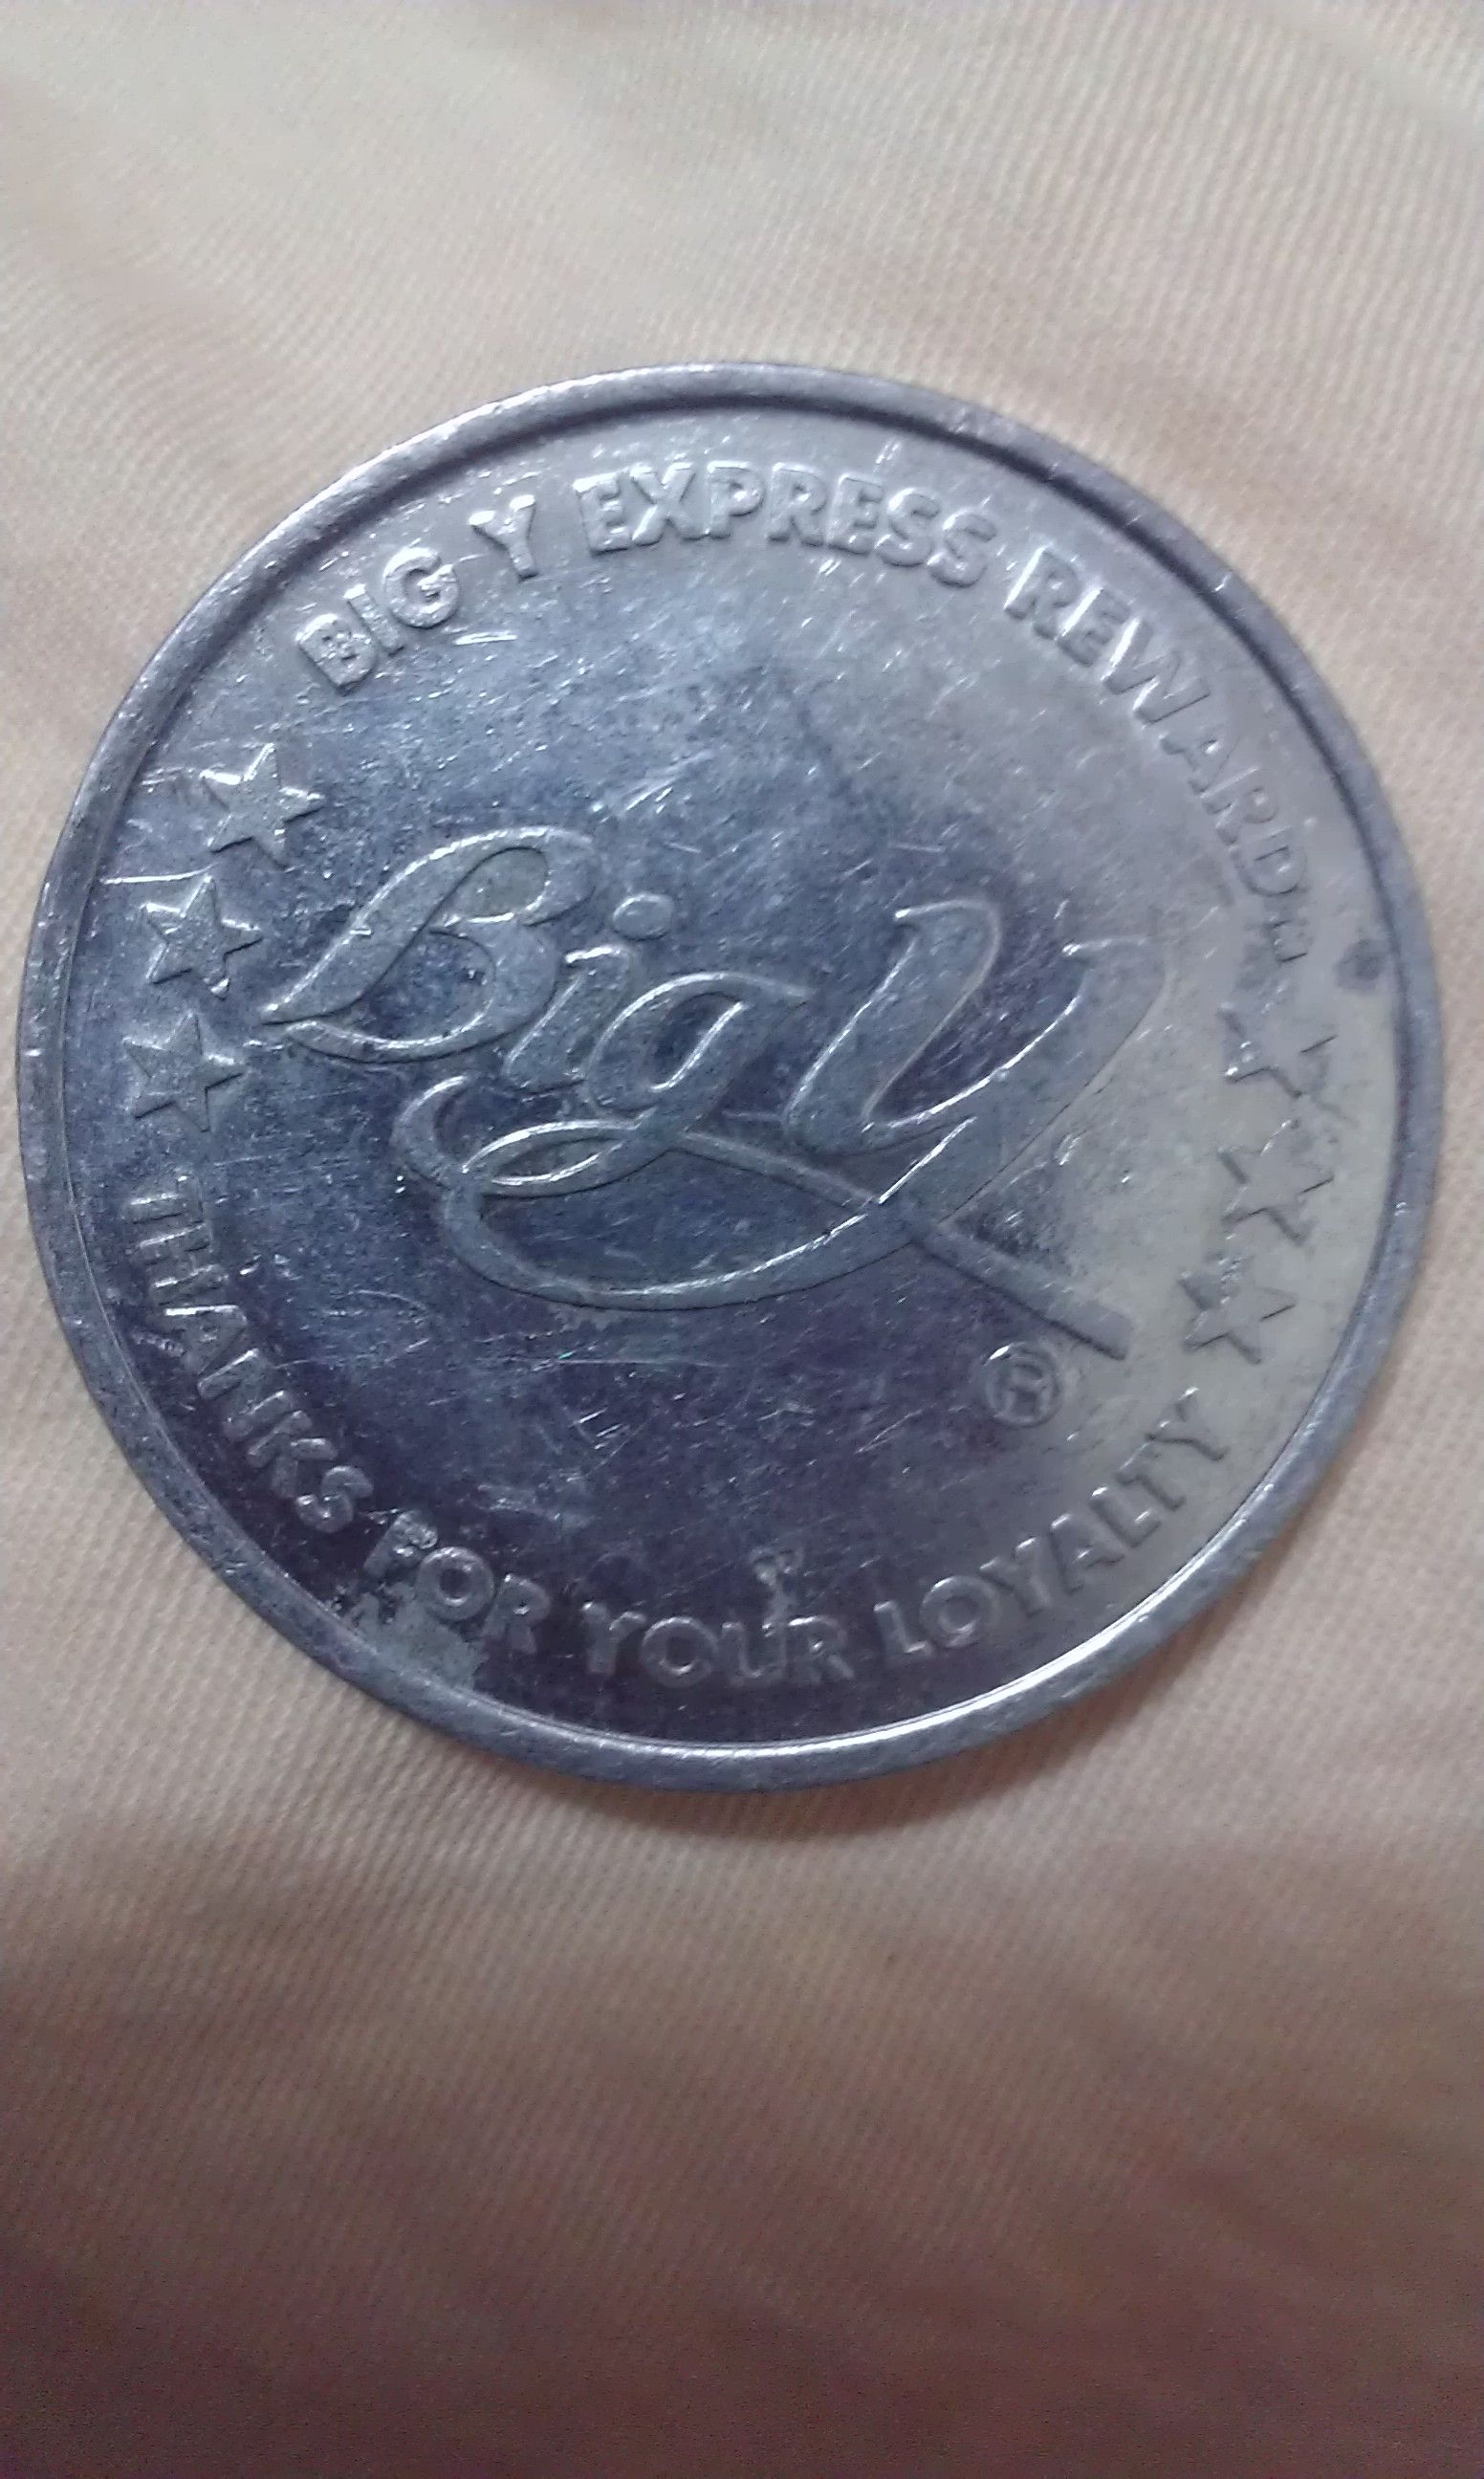 BIG Y EXPRESS REWARDS
Big Y®
THANKS FOR YOUR LOYALTY